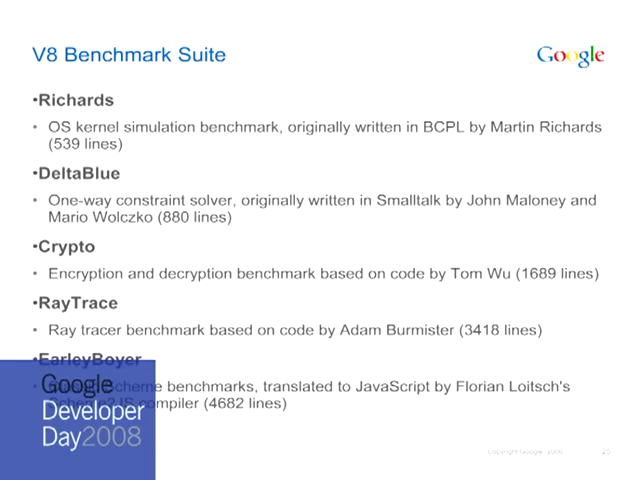 V8 Benchmark Suite
Google
•Richards
• OS kernel simulation benchmark, originally written in BCPL by Martin Richards
(539 lines)
•DeltaBlue
• One-way constraint solver, originally written in Smalltalk by John Maloney and
Mario Wolczko (880 lines)
•Crypto
• Encryption and decryption benchmark based on code by Tom Wu (1689 lines)
•RayTrace
• Ray tracer benchmark based on code by Adam Burmister (3418 lines)
•EarleyBoyer
Scheme benchmarks, translated to JavaScript by Florian Loitsch's
compiler (4682 lines)
Google
Developer
Day2008
25